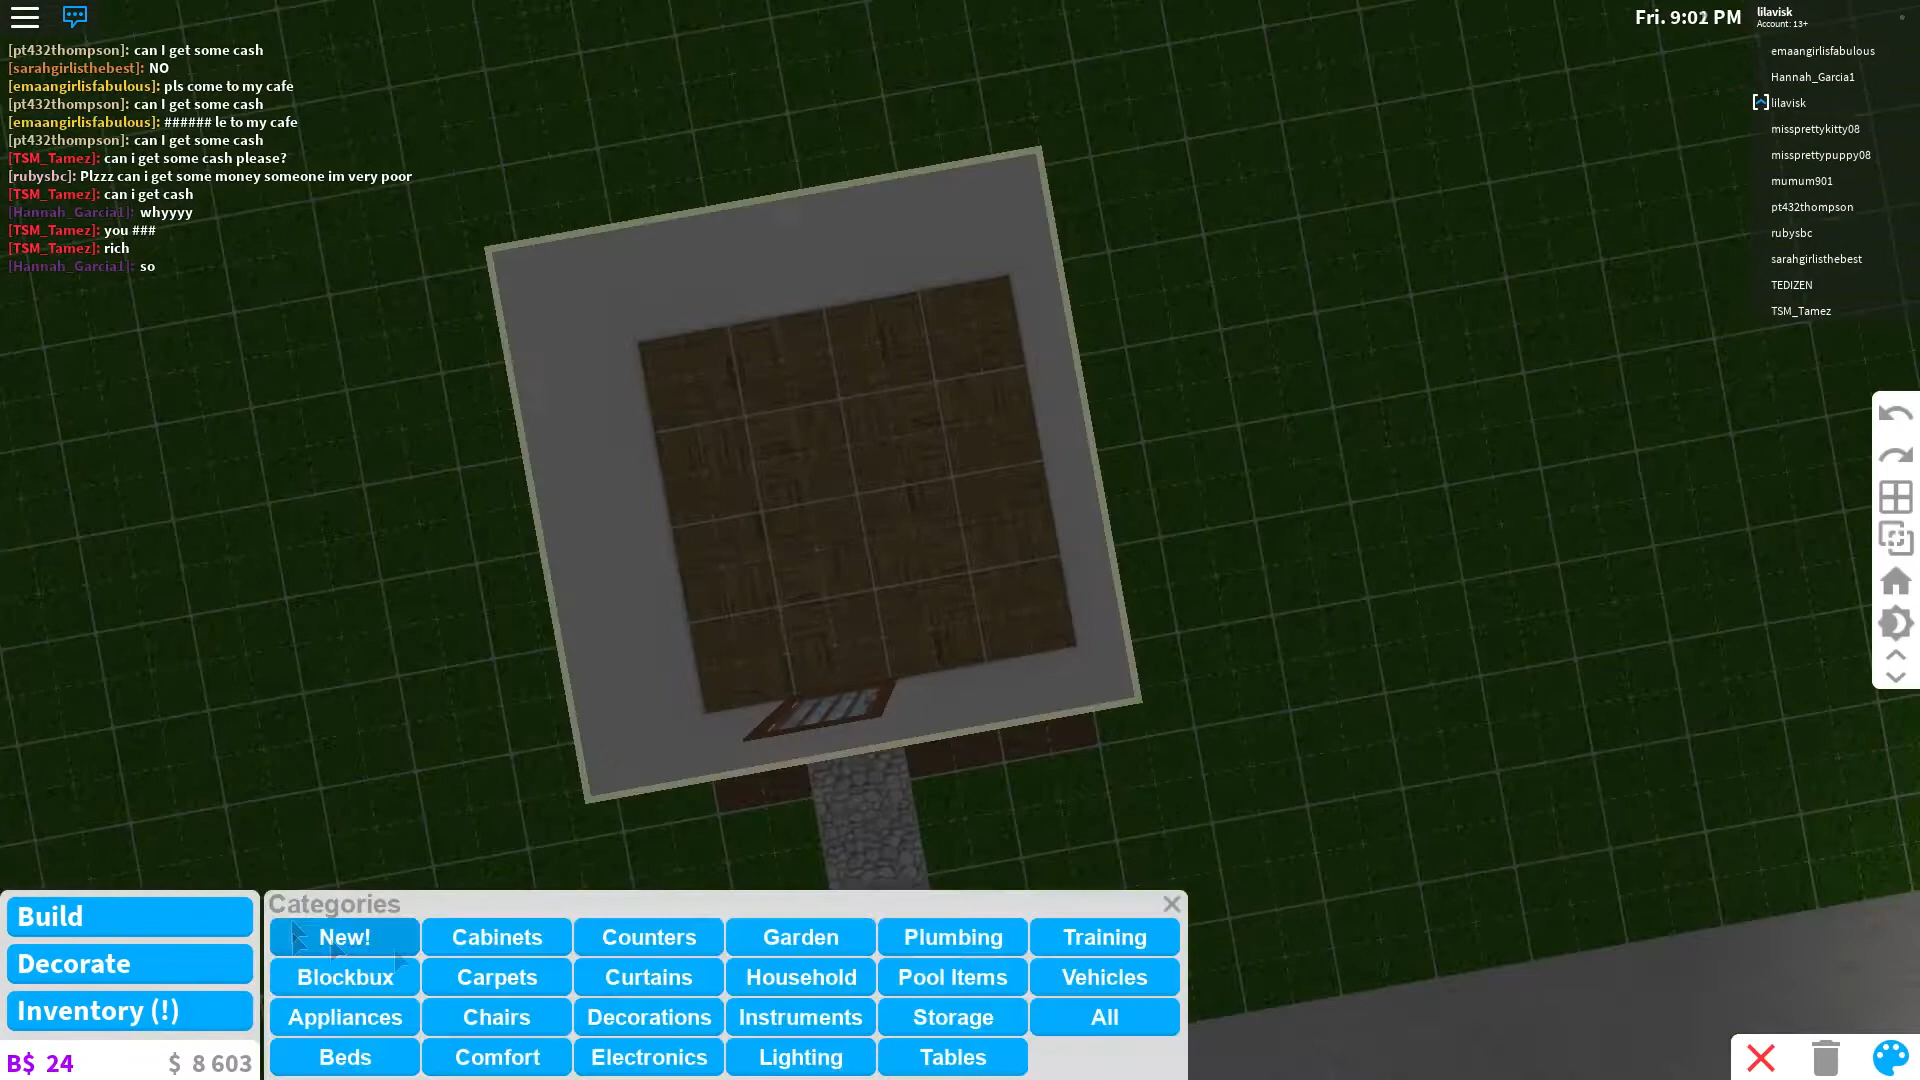 Fri. 9:02 PM
lilavisk
Account: 13+
[pt432thompson]: can I get some cash
[sarahgirlisthebest]: NO
[emaangirlisfabulous]: pls come to my cafe
[pt432thompson]: can I get some cash
[emaangirlisfabulous]: ###### le to my cafe
[pt432thompson]: can I get some cash
[TSM_Tamez]: can i get some cash please?
[rubysbc]: Plzzz can i get some money someone im very poor
[TSM_Tamez]: can i get cash
[Hannah_Garcia1]: whyyyy
[TSM_Tamez]: you ###
[TSM_Tamez]: rich
[Hannah_Garcia1]: so
emaangirlisfabulous
Hannah_Garcia1
lilavisk
missprettykitty08
missprettypuppy08
mumum901
pt432thompson
rubysbc
sarahgirlisthebest
TEDIZEN
TSM_Tamez
Build
Decorate
Inventory (!)
B$ 24 $ 8 603
Categories
New! Cabinets Counters Garden Plumbing Training
Blockbux Carpets Curtains Household Pool Items Vehicles
Appliances Chairs Decorations Instruments Storage All
Beds Comfort Electronics Lighting Tables